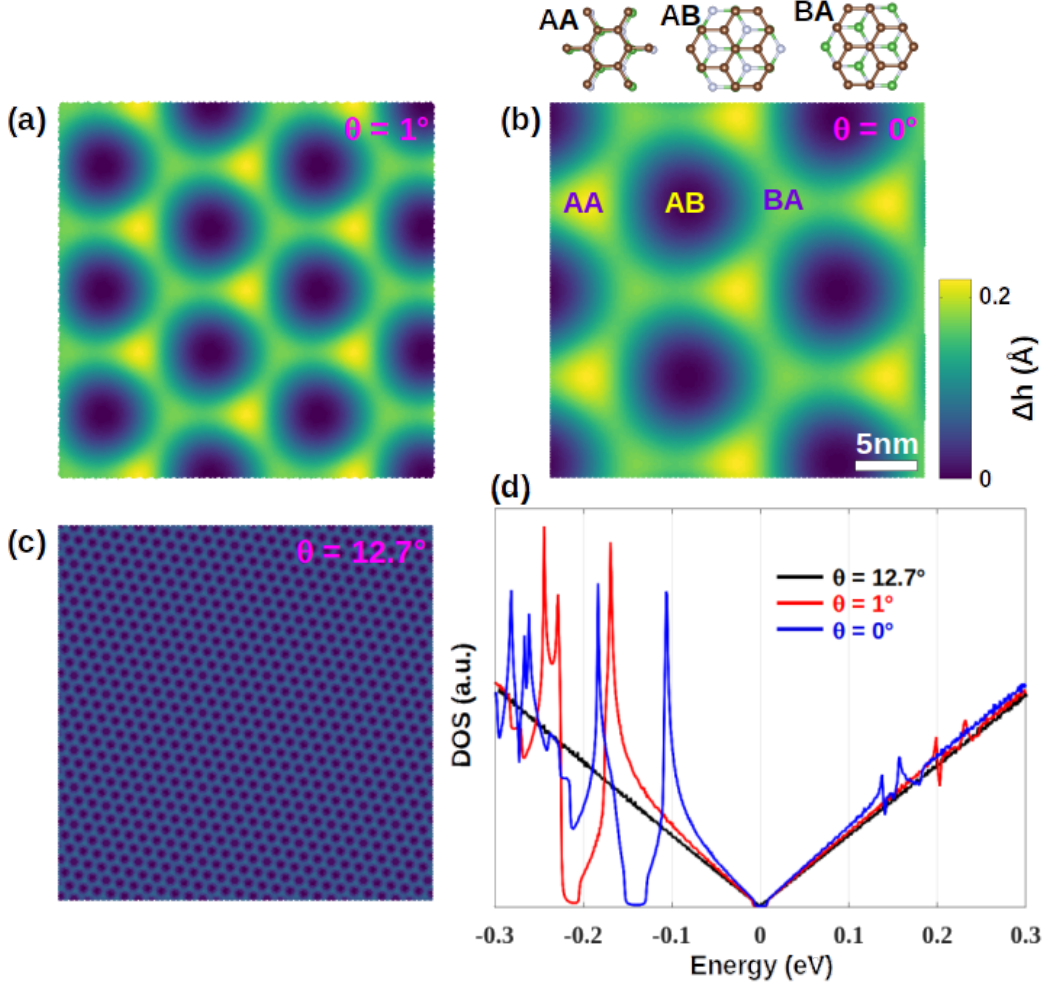 AA
AB
BA
(a)
θ = 1°
(b)
θ = 0°
AA
AB
BA
0.2
Δh (Å)
0
5nm
(c)
θ = 12.7°
(d)
θ = 12.7°
θ = 1°
θ = 0°
DOS (a.u.)
-0.3
-0.2
-0.1
0
0.1
0.2
0.3
Energy (eV)